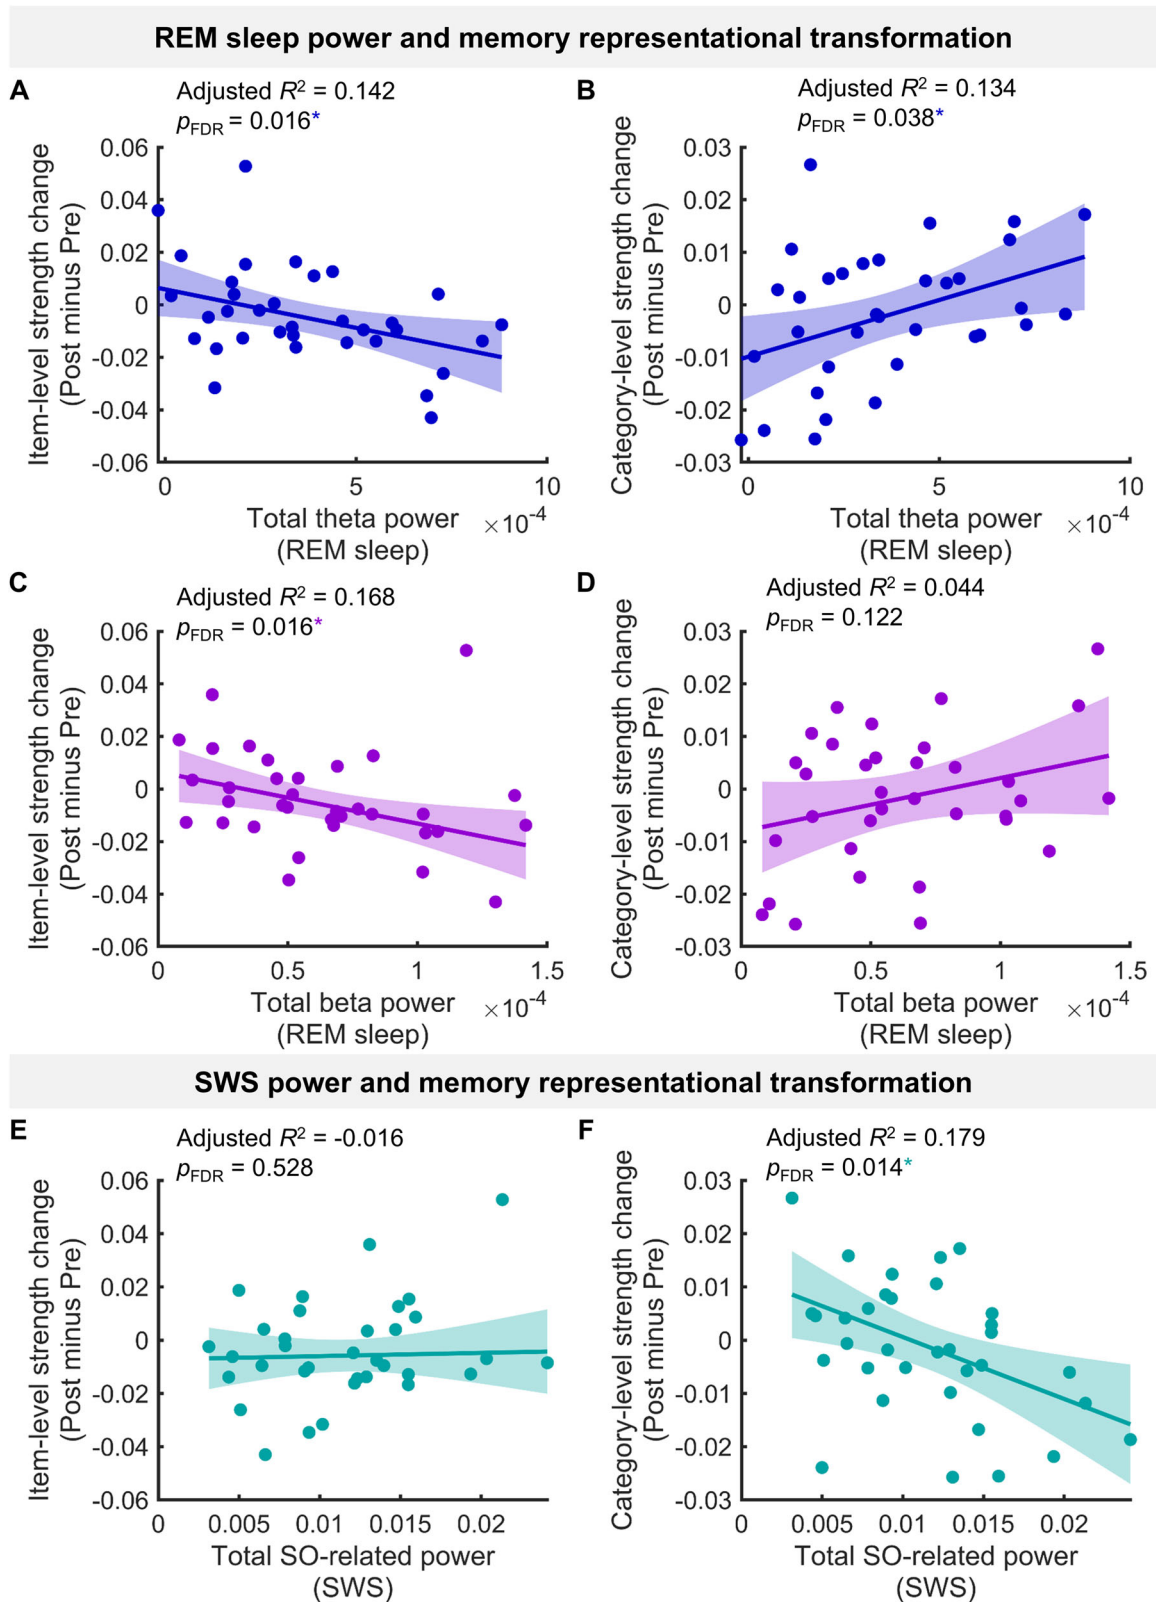 REM sleep power and memory representational transformation
A
Adjusted R² = 0.142
pFDR = 0.016*
Item-level strength change
(Post minus Pre)
0.06
0.04
0.02
0
-0.02
-0.04
-0.06
0
5
10
×10⁻⁴
Total theta power
(REM sleep)
B
Adjusted R² = 0.134
pFDR = 0.038*
Category-level strength change
(Post minus Pre)
0.03
0.02
0.01
0
-0.01
-0.02
-0.03
0
5
10
×10⁻⁴
Total theta power
(REM sleep)
C
Adjusted R² = 0.168
pFDR = 0.016*
Item-level strength change
(Post minus Pre)
0.06
0.04
0.02
0
-0.02
-0.04
-0.06
0
0.5
1
1.5
×10⁻⁴
Total beta power
(REM sleep)
D
Adjusted R² = 0.044
pFDR = 0.122
Category-level strength change
(Post minus Pre)
0.03
0.02
0.01
0
-0.01
-0.02
-0.03
0
0.5
1
1.5
×10⁻⁴
Total beta power
(REM sleep)
SWS power and memory representational transformation
E
Adjusted R² = -0.016
pFDR = 0.528
Item-level strength change
(Post minus Pre)
0.06
0.04
0.02
0
-0.02
-0.04
-0.06
0
0.005
0.01
0.015
0.02
Total SO-related power
(SWS)
F
Adjusted R² = 0.179
pFDR = 0.014*
Category-level strength change
(Post minus Pre)
0.03
0.02
0.01
0
-0.01
-0.02
-0.03
0
0.005
0.01
0.015
0.02
Total SO-related power
(SWS)